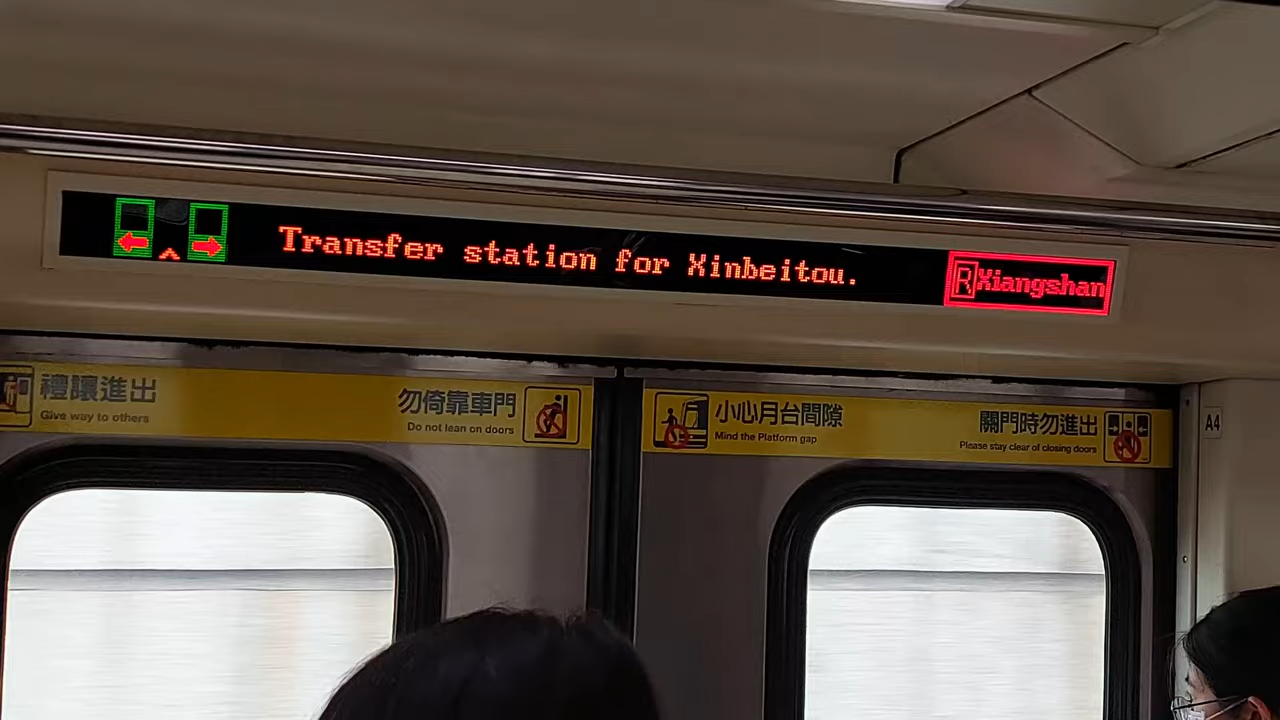 Transfer station for Xinbeitou.
R Xiangshan
禮讓進出
Give way to others
勿倚靠車門
Do not lean on doors
小心月台間隙
Mind the Platform gap
關門時勿進出
Please stay clear of closing doors
A4